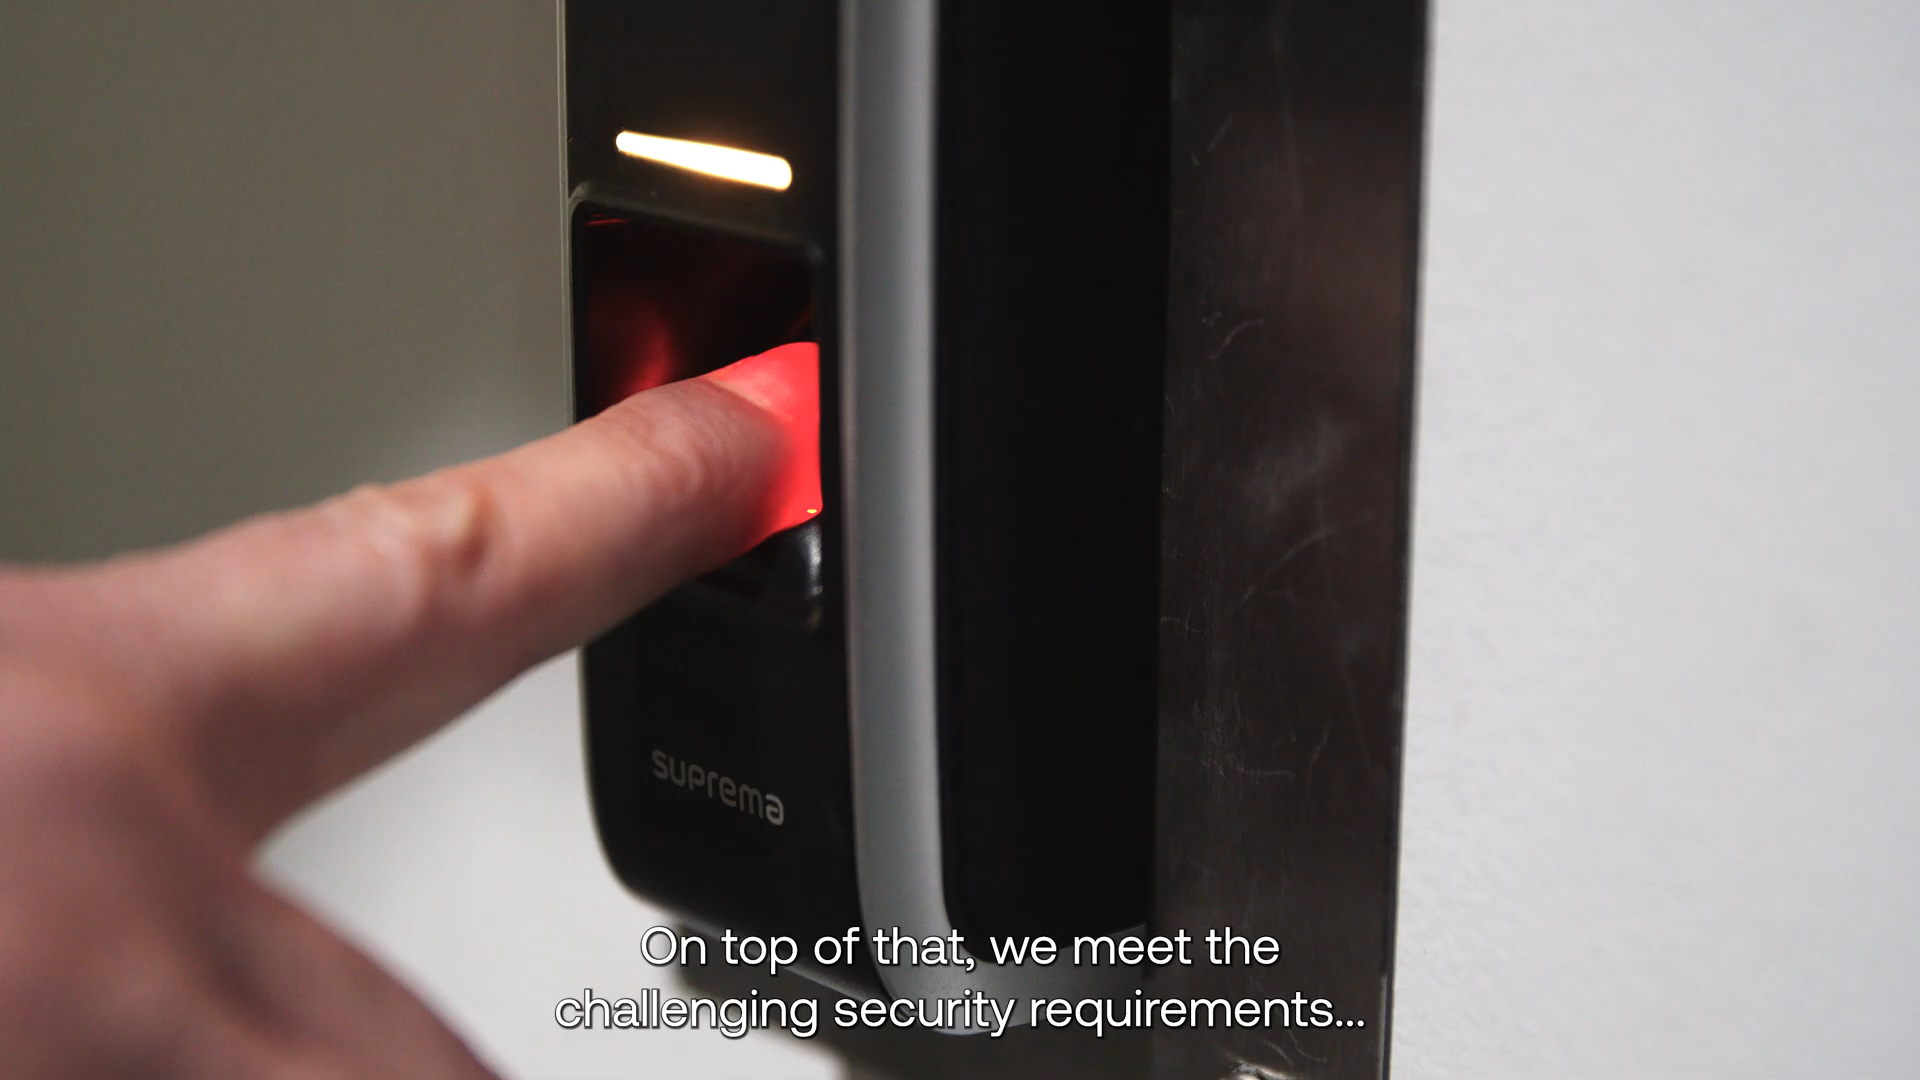 suprema
On top of that, we meet the
challenging security requirements...